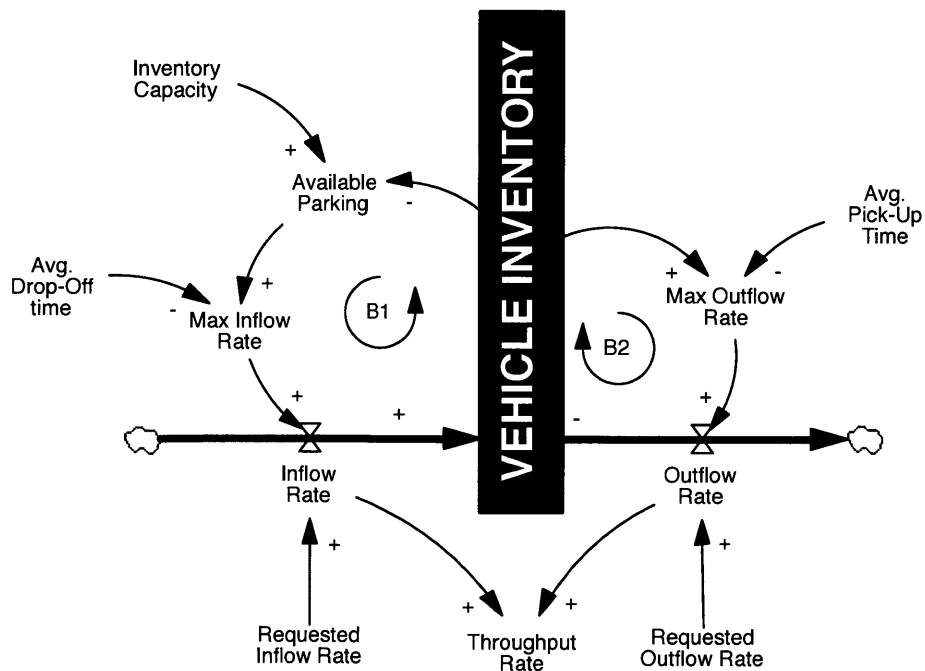 Inventory
Capacity
+
Available
Parking
-
VEHICLE INVENTORY
Avg.
Pick-Up
Time
Avg.
Drop-Off
time
-
+
Max Inflow
Rate
B1
+
-
Max Outflow
Rate
B2
+
+
-
+
Inflow
Rate
Outflow
Rate
+
+
Requested
Inflow Rate
+
+
Throughput
Rate
Requested
Outflow Rate